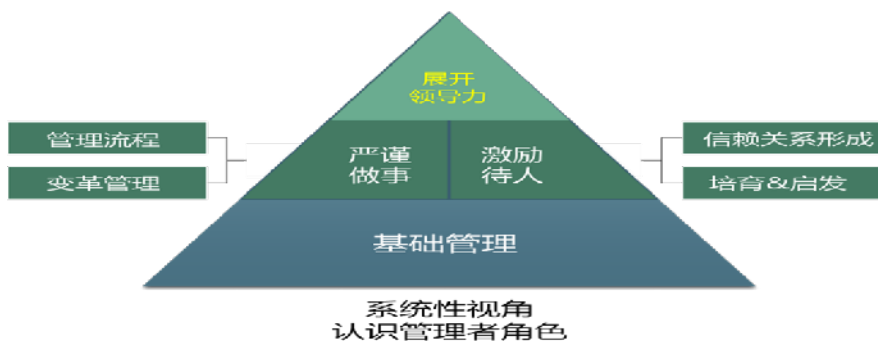 展开
领导力
管理流程
变革管理
严谨
做事
激励
待人
信赖关系形成
培育&启发
基础管理
系统性视角
认识管理者角色